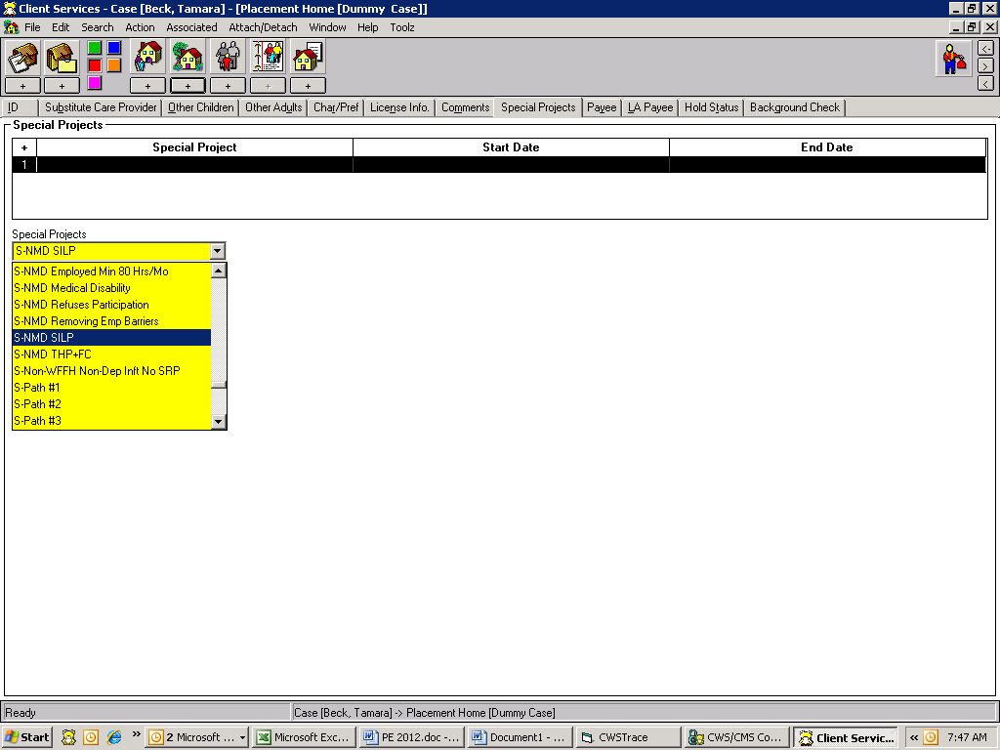 Client Services - Case [Beck, Tamara] - [Placement Home [Dummy Case]]
File Edit Search Action Associated Attach/Detach Window Help Toolz
+ + + + + + +
ID Substitute Care Provider Other Children Other Adults Char/Pref License Info. Comments Special Projects Payee LA Payee Hold Status Background Check
Special Projects
+ Special Project Start Date End Date
1
Special Projects
S-NMD SILP
S-NMD Employed Min 80 Hrs/Mo
S-NMD Medical Disability
S-NMD Refuses Participation
S-NMD Removing Emp Barriers
S-NMD SILP
S-NMD THP+FC
S-Non-WFFH Non-Dep Inft No SRP
S-Path #1
S-Path #2
S-Path #3
Ready Case [Beck, Tamara] -> Placement Home [Dummy Case]
Start » 2 Microsoft ... Microsoft Exc... PE 2012.doc -... Document1 - ... CWSTrace CWS/CMS Co... Client Servic... « 7:47 AM